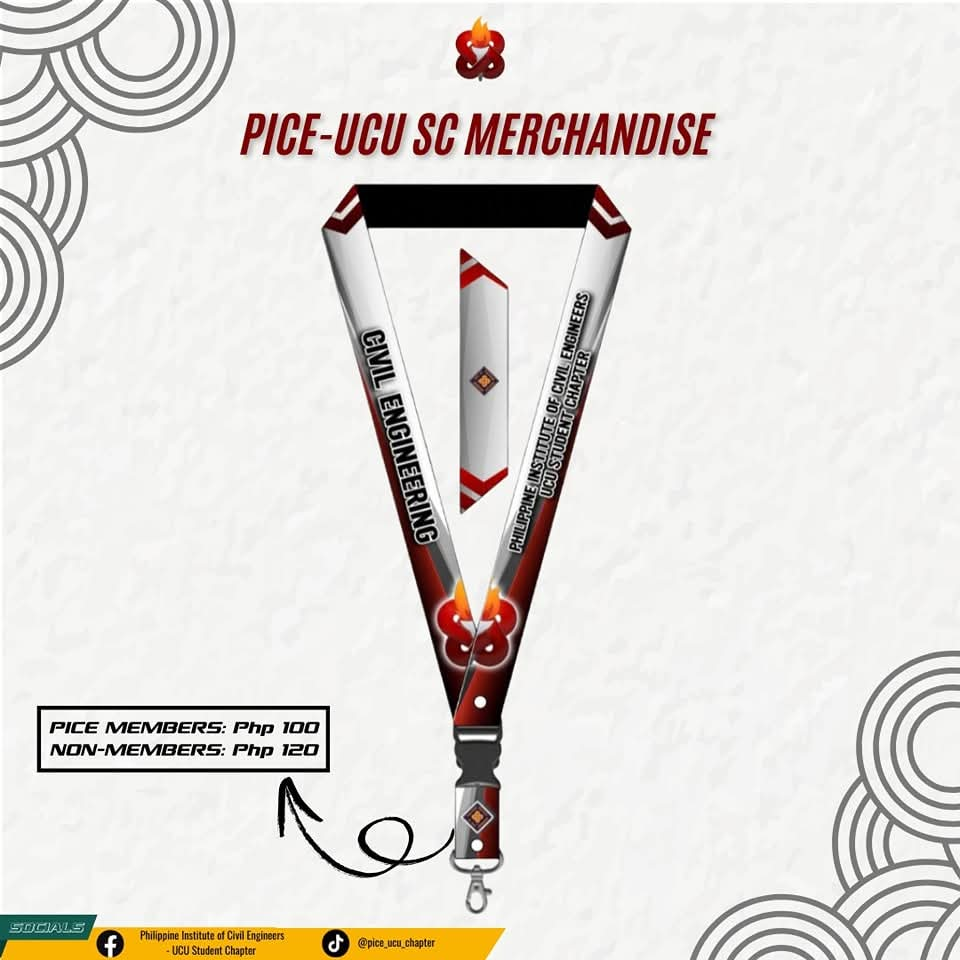 PICE-UCU SC MERCHANDISE
CIVIL ENGINEERING
PHILIPPINE INSTITUTE OF CIVIL ENGINEERS
UCU STUDENT CHAPTER
PICE MEMBERS: Php 100
NON-MEMBERS: Php 120
SOCIALS
Philippine Institute of Civil Engineers
- UCU Student Chapter
@pice_ucu_chapter